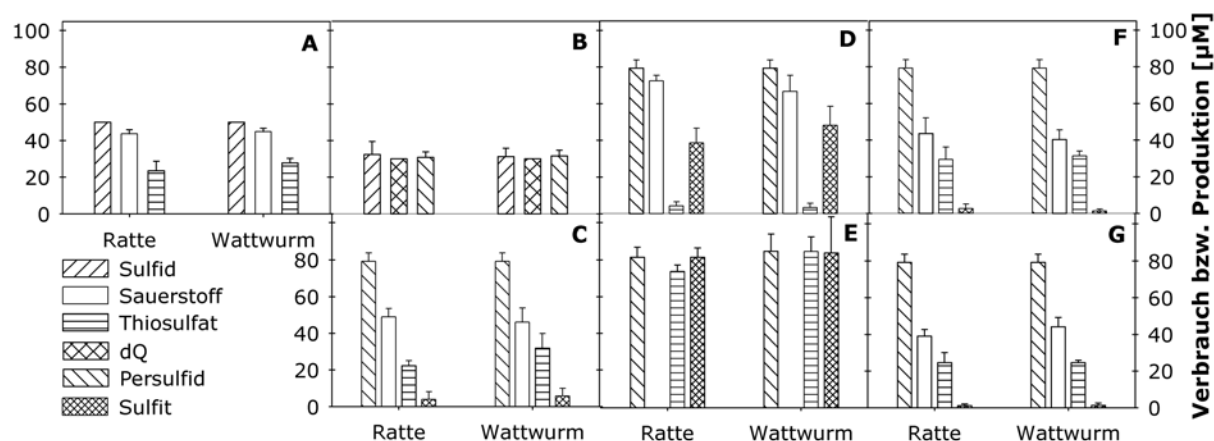 100
80
60
40
20
0
A
B
D
F
100
80
60
40
20
0
Ratte Wattwurm
Sulfid
Sauerstoff
Thiosulfat
dQ
Persulfid
Sulfit
80
60
40
20
0
C
E
G
80
60
40
20
0
Ratte Wattwurm Ratte Wattwurm Ratte Wattwurm
Verbrauch bzw. Produktion [µM]